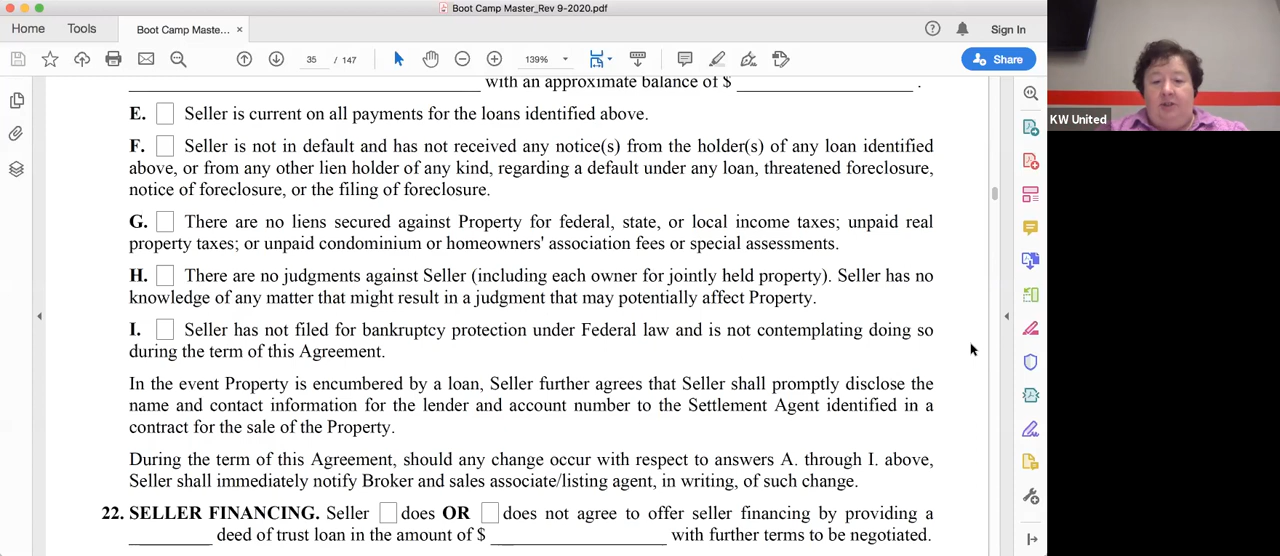 Boot Camp Master_Rev 9-2020.pdf
Home Tools Boot Camp Maste... × Sign In
35 / 147 139% Share
with an approximate balance of $ .
E. Seller is current on all payments for the loans identified above.
F. Seller is not in default and has not received any notice(s) from the holder(s) of any loan identified
above, or from any other lien holder of any kind, regarding a default under any loan, threatened foreclosure,
notice of foreclosure, or the filing of foreclosure.
G. There are no liens secured against Property for federal, state, or local income taxes; unpaid real
property taxes; or unpaid condominium or homeowners' association fees or special assessments.
H. There are no judgments against Seller (including each owner for jointly held property). Seller has no
knowledge of any matter that might result in a judgment that may potentially affect Property.
I. Seller has not filed for bankruptcy protection under Federal law and is not contemplating doing so
during the term of this Agreement.
In the event Property is encumbered by a loan, Seller further agrees that Seller shall promptly disclose the
name and contact information for the lender and account number to the Settlement Agent identified in a
contract for the sale of the Property.
During the term of this Agreement, should any change occur with respect to answers A. through I. above,
Seller shall immediately notify Broker and sales associate/listing agent, in writing, of such change.
22. SELLER FINANCING. Seller does OR does not agree to offer seller financing by providing a
deed of trust loan in the amount of $ with further terms to be negotiated.
KW United